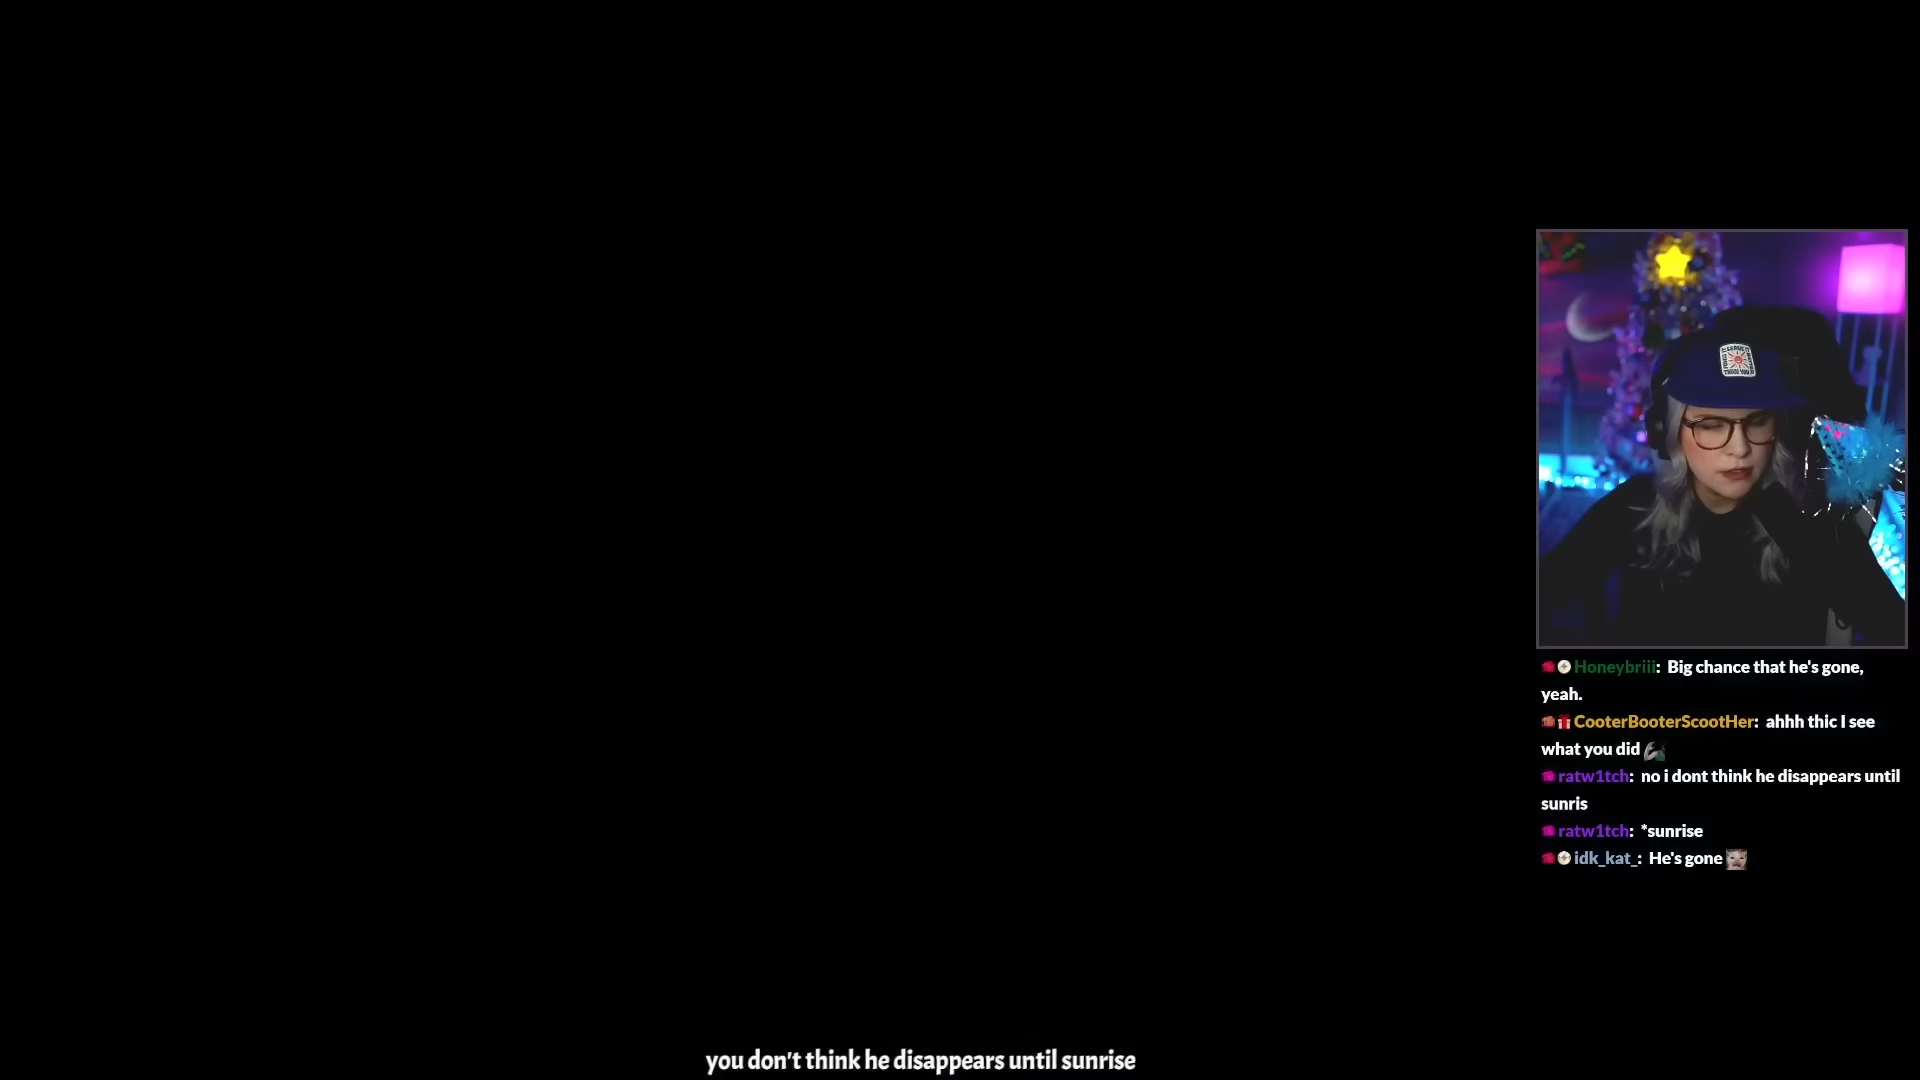 Honeybriii: Big chance that he's gone,
yeah.
CooterBooterScootHer: ahhh thic I see
what you did
ratw1tch: no i dont think he disappears until
sunris
ratw1tch: *sunrise
idk_kat_: He's gone
you don't think he disappears until sunrise